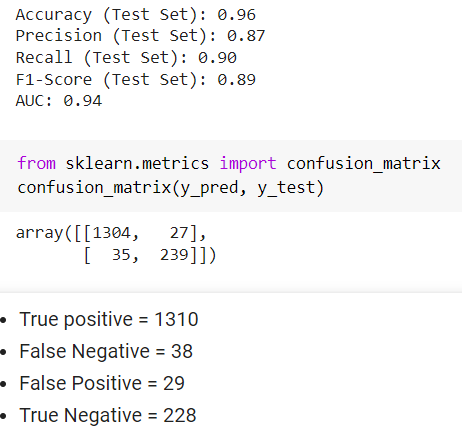 Accuracy (Test Set): 0.96
Precision (Test Set): 0.87
Recall (Test Set): 0.90
F1-Score (Test Set): 0.89
AUC: 0.94
from sklearn.metrics import confusion_matrix
confusion_matrix(y_pred, y_test)
array([[1304, 27],
[ 35, 239]])
• True positive = 1310
• False Negative = 38
• False Positive = 29
• True Negative = 228